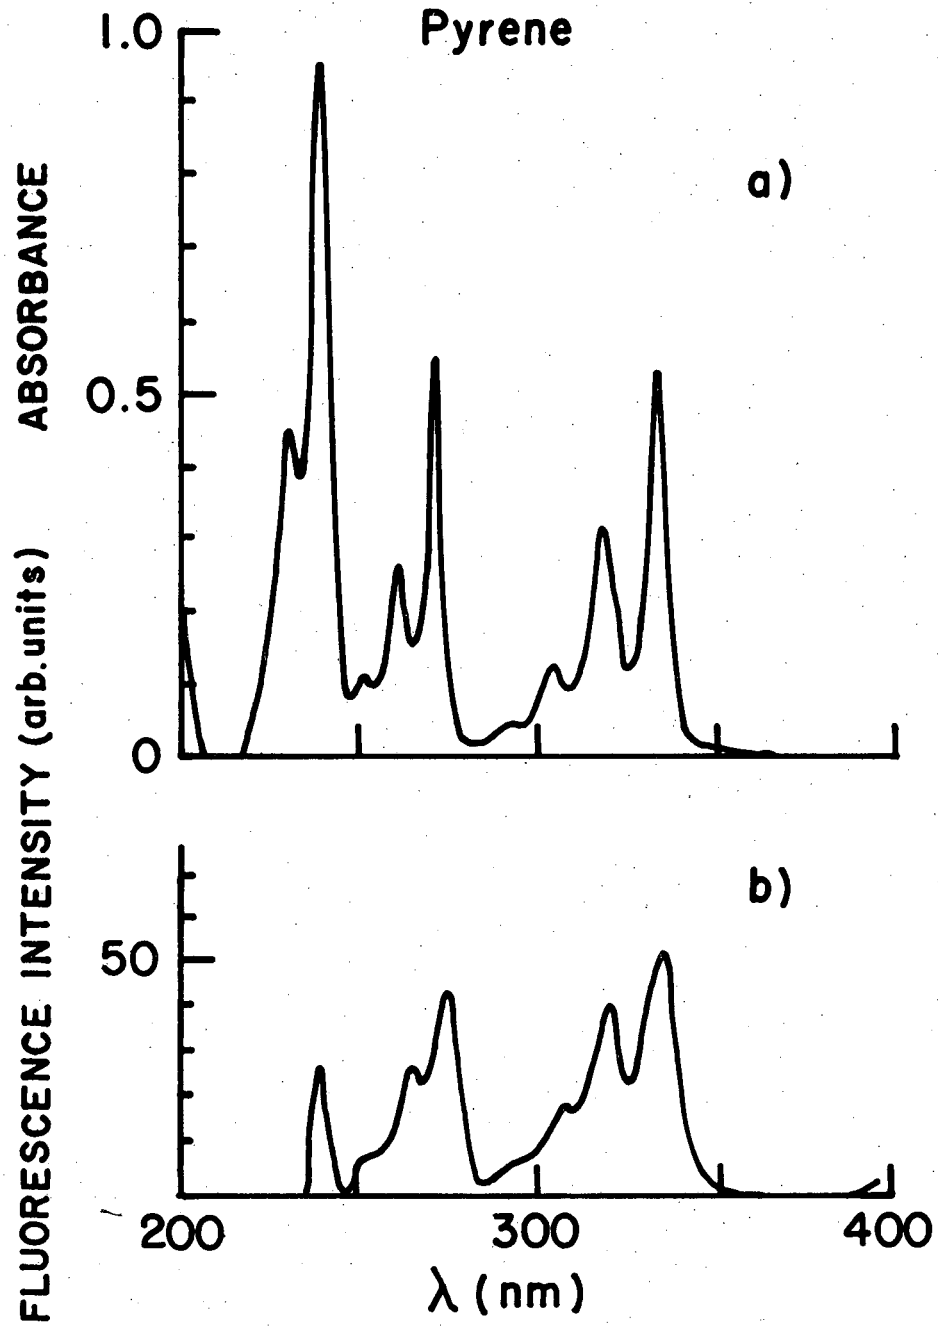 Pyrene
1.0
a)
ABSORBANCE
0.5
0
b)
FLUORESCENCE INTENSITY (arb.units)
50
200 300 400
λ (nm)